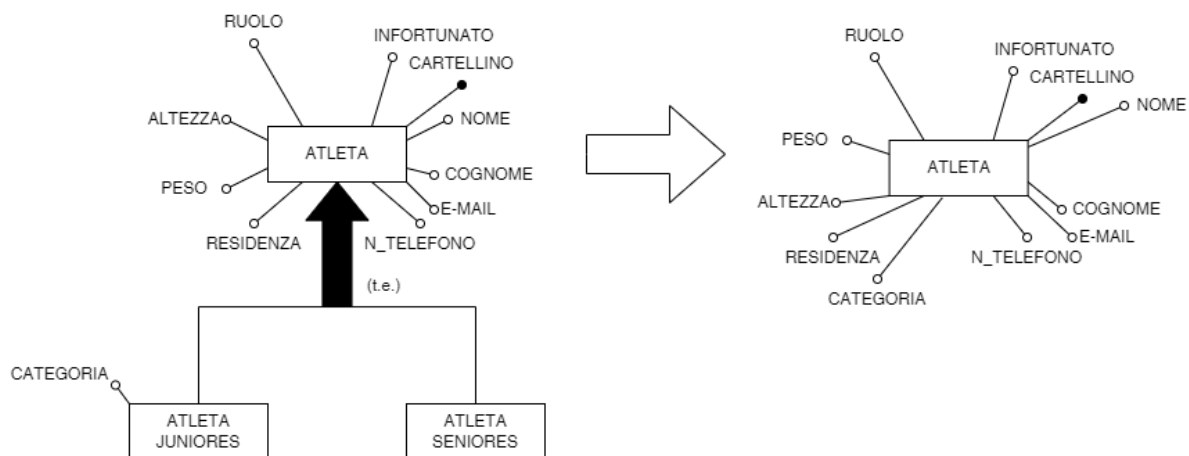 RUOLO
INFORTUNATO
CARTELLINO
ALTEZZA
NOME
ATLETA
PESO
COGNOME
E-MAIL
RESIDENZA
N_TELEFONO
(t.e.)
CATEGORIA
ATLETA
JUNIORES
ATLETA
SENIORES
RUOLO
INFORTUNATO
CARTELLINO
NOME
PESO
ATLETA
ALTEZZA
COGNOME
E-MAIL
RESIDENZA
N_TELEFONO
CATEGORIA